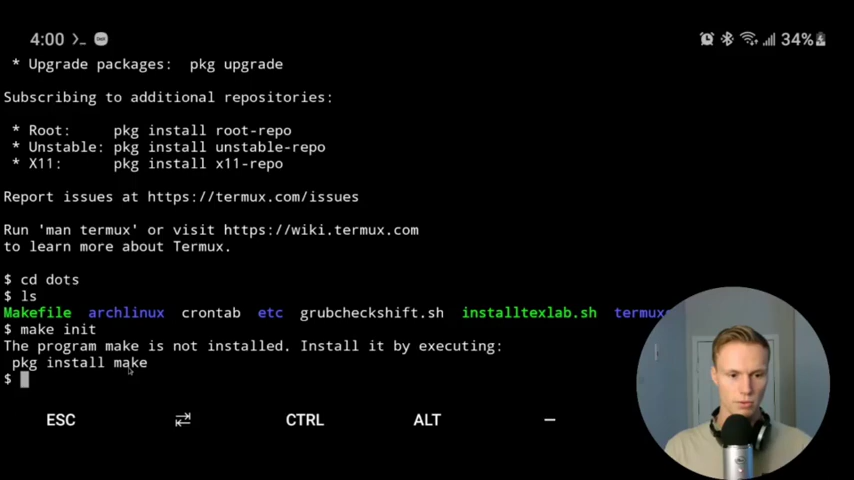 4:00 >_ 34%
* Upgrade packages: pkg upgrade
Subscribing to additional repositories:
* Root: pkg install root-repo
* Unstable: pkg install unstable-repo
* X11: pkg install x11-repo
Report issues at https://termux.com/issues
Run 'man termux' or visit https://wiki.termux.com
to learn more about Termux.
$ cd dots
$ ls
Makefile archlinux crontab etc grubcheckshift.sh installtexlab.sh termux
$ make init
The program make is not installed. Install it by executing:
pkg install make
$
ESC ⇆ CTRL ALT —